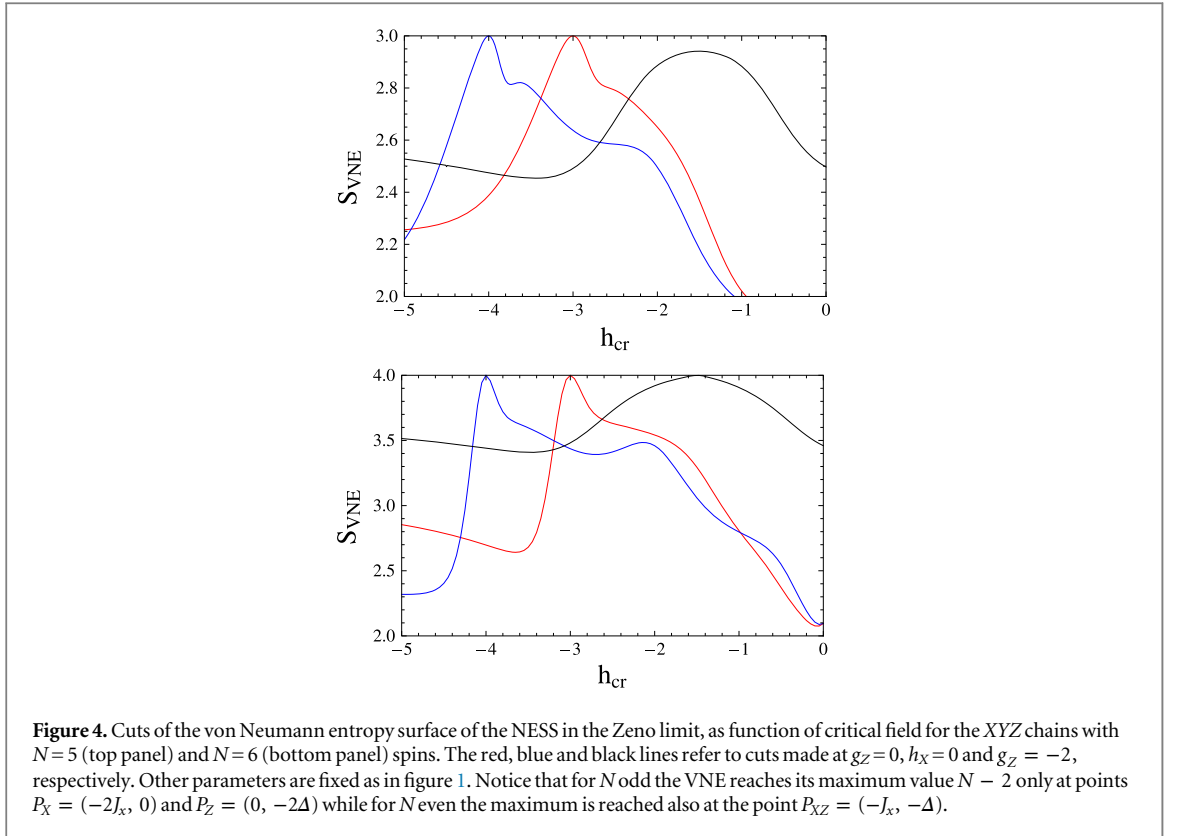 3.0
2.8
2.6
2.4
2.2
2.0
S_VNE
−5 −4 −3 −2 −1 0
h_cr
4.0
3.5
3.0
2.5
2.0
S_VNE
−5 −4 −3 −2 −1 0
h_cr
Figure 4. Cuts of the von Neumann entropy surface of the NESS in the Zeno limit, as function of critical field for the XYZ chains with
N=5 (top panel) and N=6 (bottom panel) spins. The red, blue and black lines refer to cuts made at g_Z=0, h_X=0 and g_Z = −2,
respectively. Other parameters are fixed as in figure 1. Notice that for N odd the VNE reaches its maximum value N − 2 only at points
P_X = (−2J_x, 0) and P_Z = (0, −2Δ) while for N even the maximum is reached also at the point P_XZ = (−J_x, −Δ).